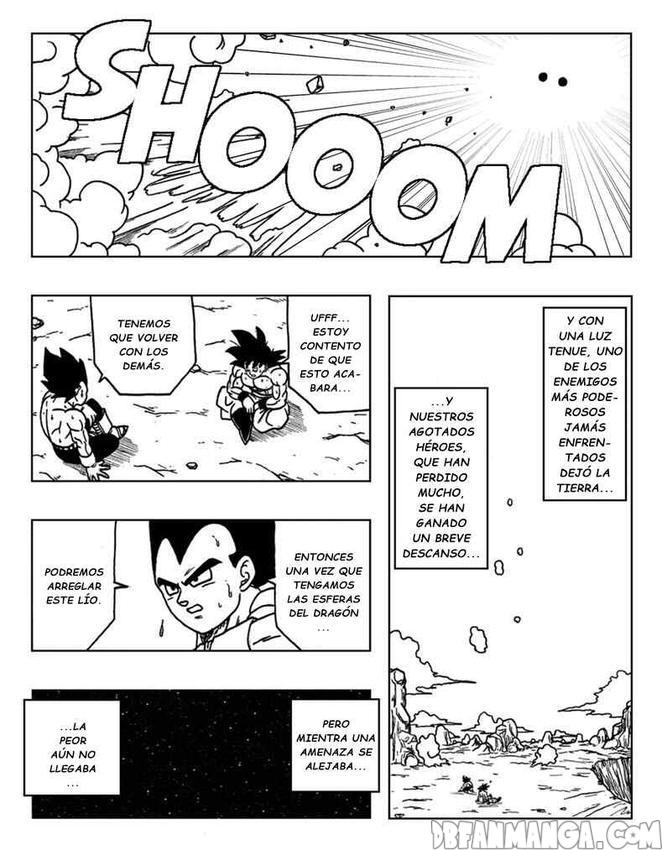 SHOOOM
Y CON
UNA LUZ
TENUE, UNO
DE LOS
ENEMIGOS
MÁS PODE-
ROSOS
JAMÁS
ENFREN-
TADOS
DEJÓ LA
TIERRA...
...Y
NUESTROS
AGOTADOS
HÉROES,
QUE HAN
PERDIDO
MUCHO,
SE HAN
GANADO
UN BREVE
DESCANSO...
UFFF...
ESTOY
CONTENTO
DE QUE
ESTO ACA-
BARA...
TENEMOS
QUE VOLVER
CON LOS
DEMÁS.
ENTONCES
UNA VEZ QUE
TENGAMOS
LAS ESFERAS
DEL DRAGÓN
...
PODREMOS
ARREGLAR
ESTE LÍO.
PERO
MIENTRA UNA
AMENAZA SE
ALEJABA...
...LA
PEOR
AÚN NO
LLEGABA
...
DBFANMANGA.COM